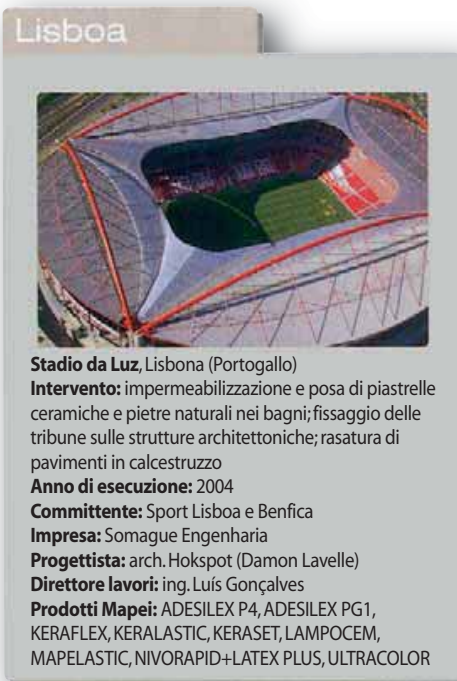 Lisboa
Stadio da Luz, Lisbona (Portogallo)
Intervento: impermeabilizzazione e posa di piastrelle
ceramiche e pietre naturali nei bagni; fissaggio delle
tribune sulle strutture architettoniche; rasatura di
pavimenti in calcestruzzo
Anno di esecuzione: 2004
Committente: Sport Lisboa e Benfica
Impresa: Somague Engenharia
Progettista: arch. Hokspot (Damon Lavelle)
Direttore lavori: ing. Luís Gonçalves
Prodotti Mapei: ADESILEX P4, ADESILEX PG1,
KERAFLEX, KERALASTIC, KERASET, LAMPOCEM,
MAPELASTIC, NIVORAPID+LATEX PLUS, ULTRACOLOR